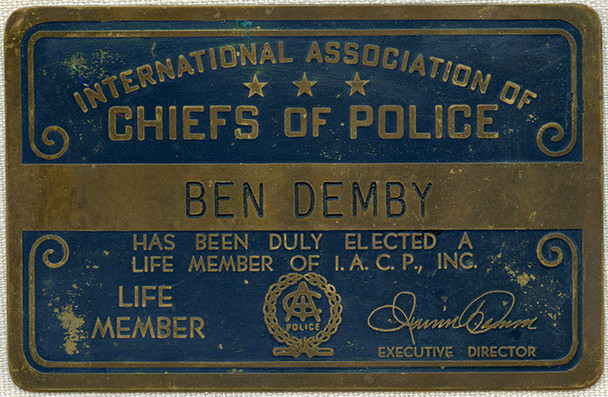 INTERNATIONAL ASSOCIATION OF
CHIEFS OF POLICE
BEN DEMBY
HAS BEEN DULY ELECTED A
LIFE MEMBER OF I.A.C.P., INC.
LIFE
MEMBER
POLICE
EXECUTIVE DIRECTOR